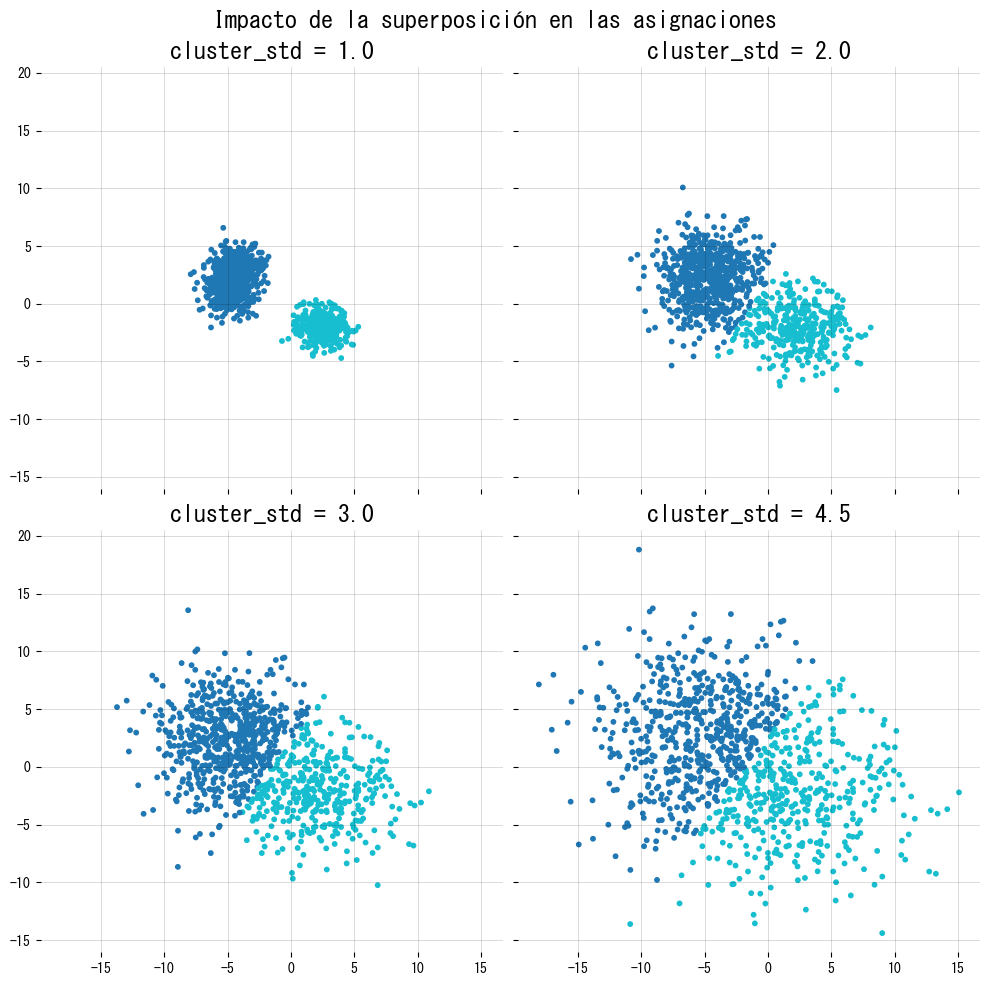 Impacto de la superposición en las asignaciones
cluster_std = 1.0
cluster_std = 2.0
20
15
10
5
0
−5
−10
−15
cluster_std = 3.0
cluster_std = 4.5
20
15
10
5
0
−5
−10
−15
−15 −10 −5 0 5 10 15
−15 −10 −5 0 5 10 15